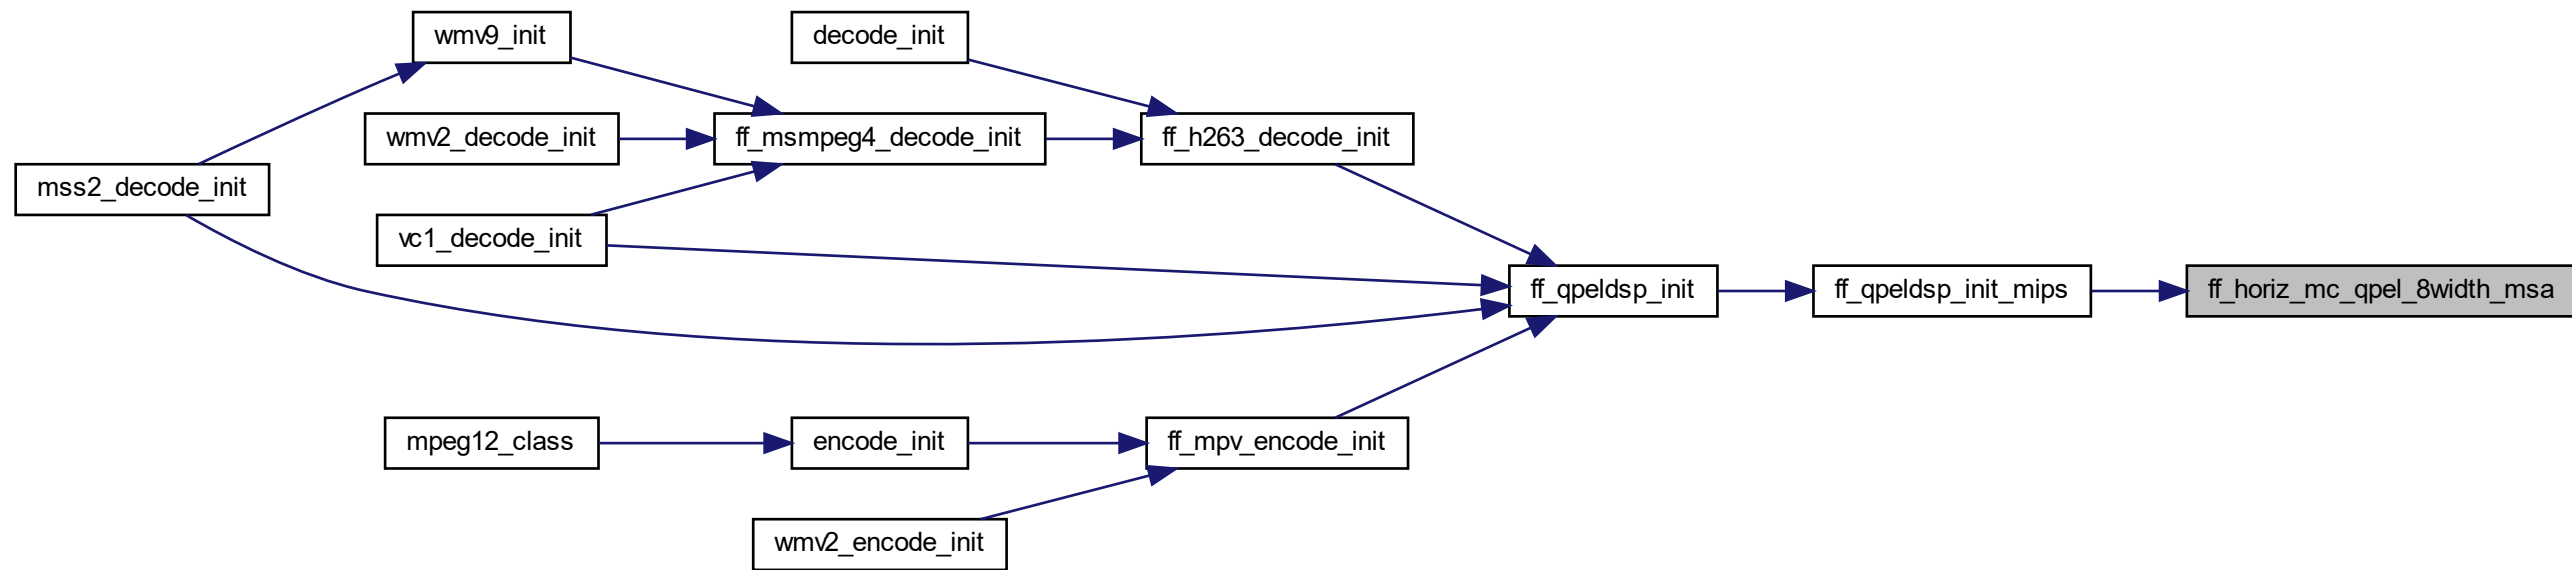 wmv9_init
decode_init
wmv2_decode_init
ff_msmpeg4_decode_init
ff_h263_decode_init
mss2_decode_init
vc1_decode_init
ff_qpeldsp_init
ff_qpeldsp_init_mips
ff_horiz_mc_qpel_8width_msa
mpeg12_class
encode_init
ff_mpv_encode_init
wmv2_encode_init